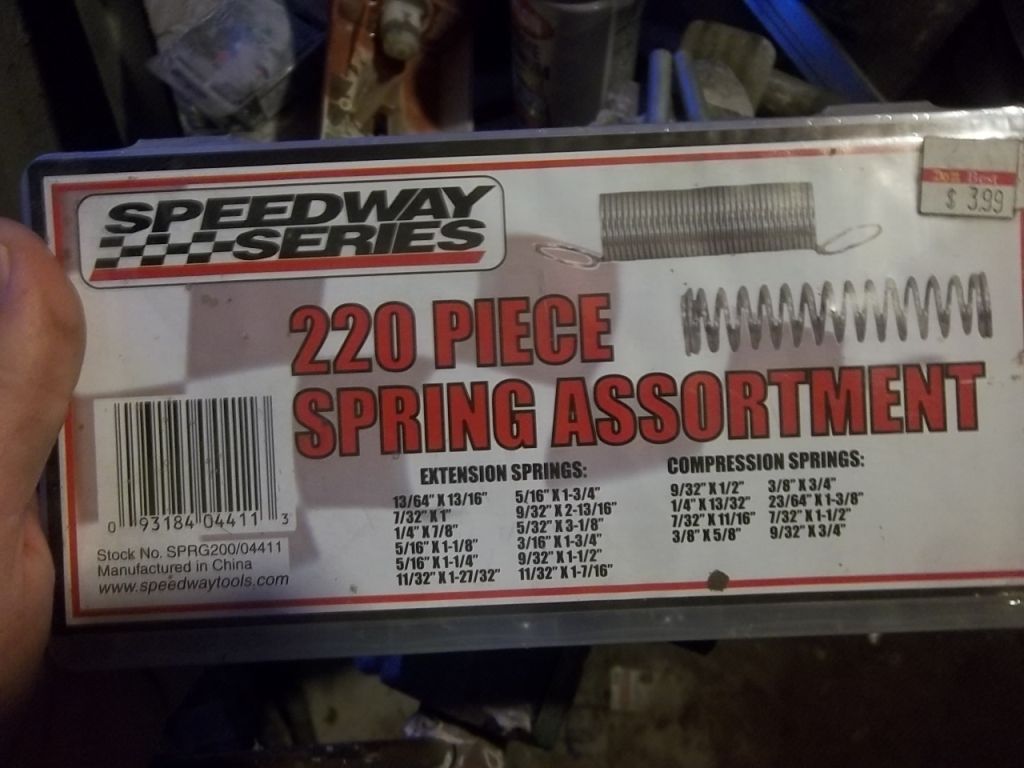 SPEEDWAY
SERIES
$ 3.99
220 PIECE
SPRING ASSORTMENT
EXTENSION SPRINGS:
13/64" X 13/16"
7/32" X 1"
1/4" X 7/8"
5/16" X 1-1/8"
5/16" X 1-1/4"
11/32" X 1-27/32"
5/16" X 1-3/4"
9/32" X 2-13/16"
5/32" X 3-1/8"
3/16" X 1-3/4"
9/32" X 1-1/2"
11/32" X 1-7/16"
COMPRESSION SPRINGS:
9/32" X 1/2"
1/4" X 13/32
7/32" X 11/16"
3/8" X 5/8"
3/8" X 3/4"
23/64" X 1-3/8"
7/32" X 1-1/2"
9/32" X 3/4"
0 93184 04411 3
Stock No. SPRG200/04411
Manufactured in China
www.speedwaytools.com